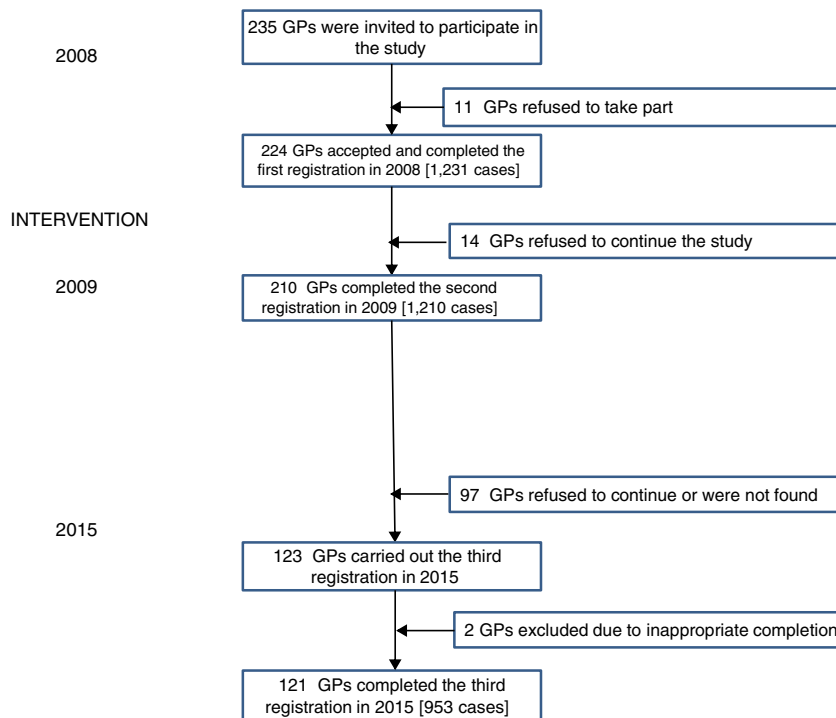 235 GPs were invited to participate in
the study
2008
11 GPs refused to take part
224 GPs accepted and completed the
first registration in 2008 [1,231 cases]
INTERVENTION
14 GPs refused to continue the study
2009
210 GPs completed the second
registration in 2009 [1,210 cases]
97 GPs refused to continue or were not found
2015
123 GPs carried out the third
registration in 2015
2 GPs excluded due to inappropriate completion
121 GPs completed the third
registration in 2015 [953 cases]